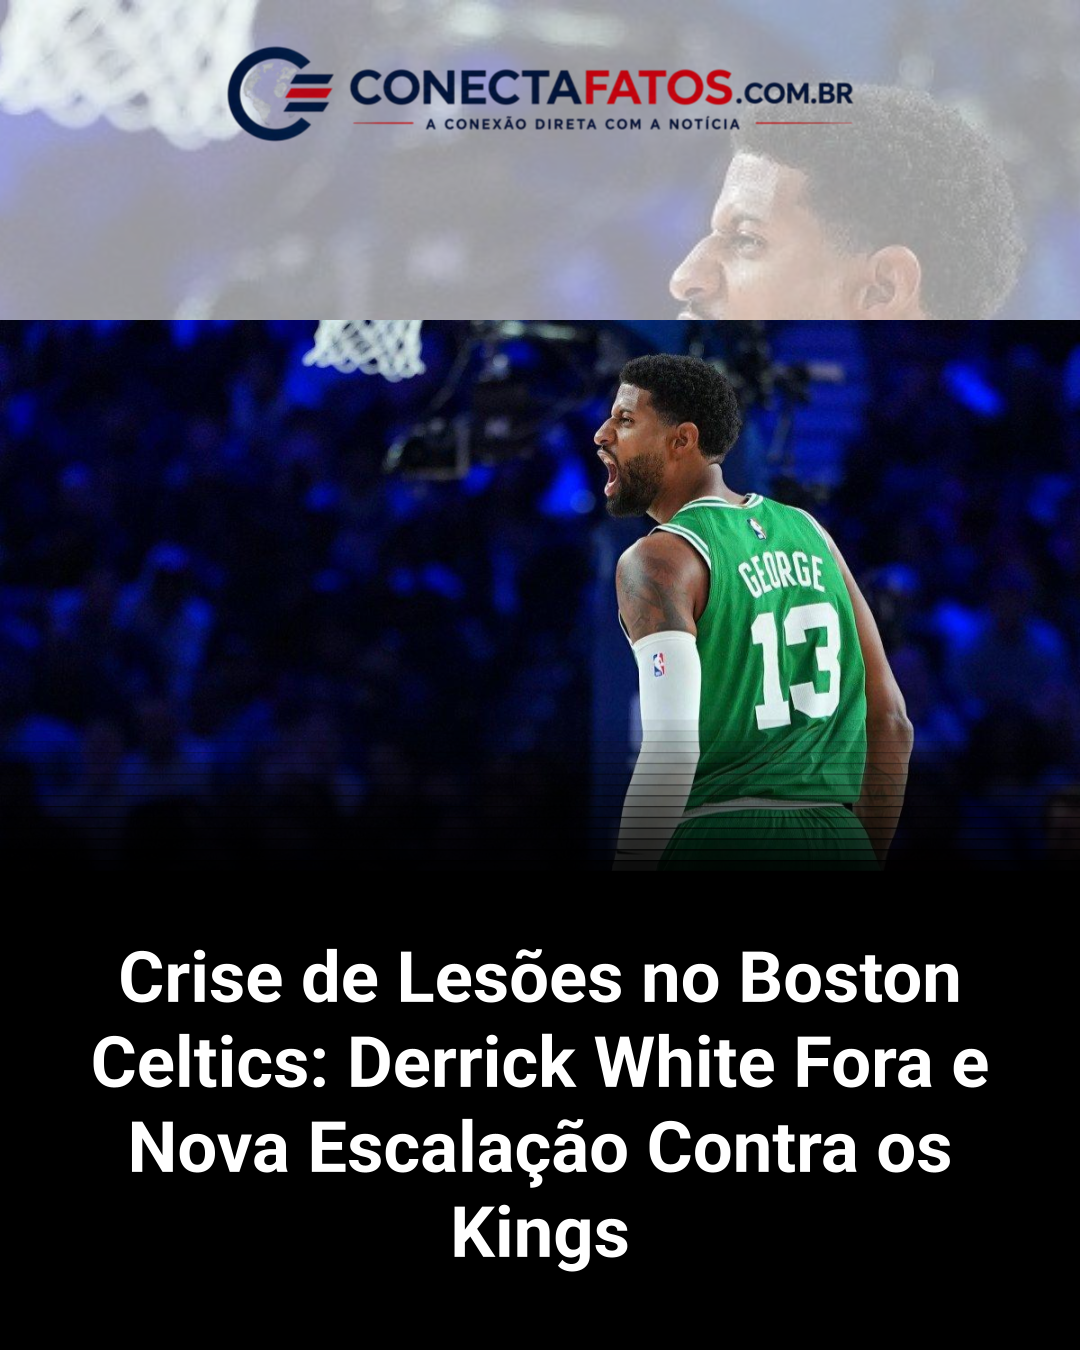 CONECTAFATOS.COM.BR
A CONEXÃO DIRETA COM A NOTÍCIA
GEORGE
13
Crise de Lesões no Boston
Celtics: Derrick White Fora e
Nova Escalação Contra os
Kings